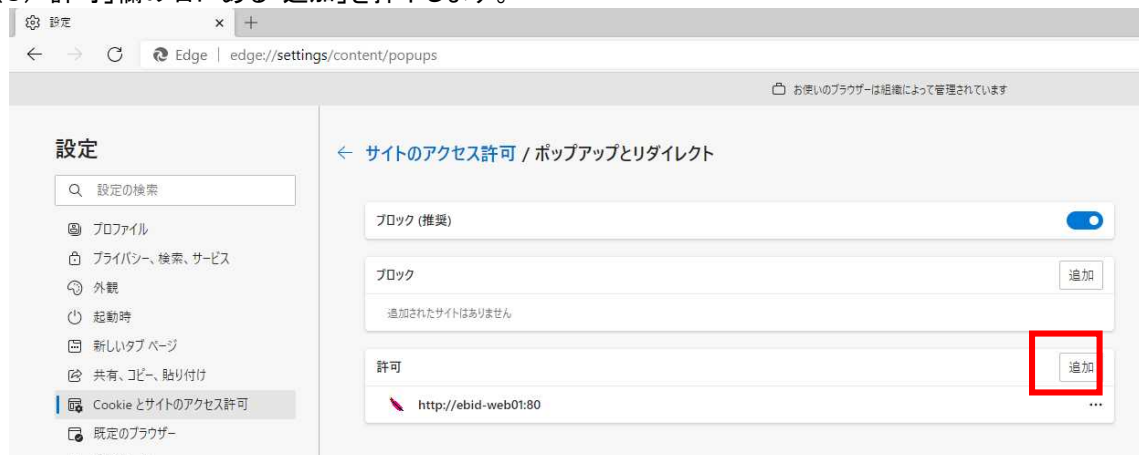 許可」欄の右にある「追加」を押下します。
設定
Edge | edge://settings/content/popups
お使いのブラウザーは組織によって管理されています
設定
設定の検索
プロファイル
プライバシー、検索、サービス
外観
起動時
新しいタブ ページ
共有、コピー、貼り付け
Cookie とサイトのアクセス許可
既定のブラウザー
サイトのアクセス許可 / ポップアップとリダイレクト
ブロック (推奨)
ブロック
追加
追加されたサイトはありません
許可
追加
http://ebid-web01:80